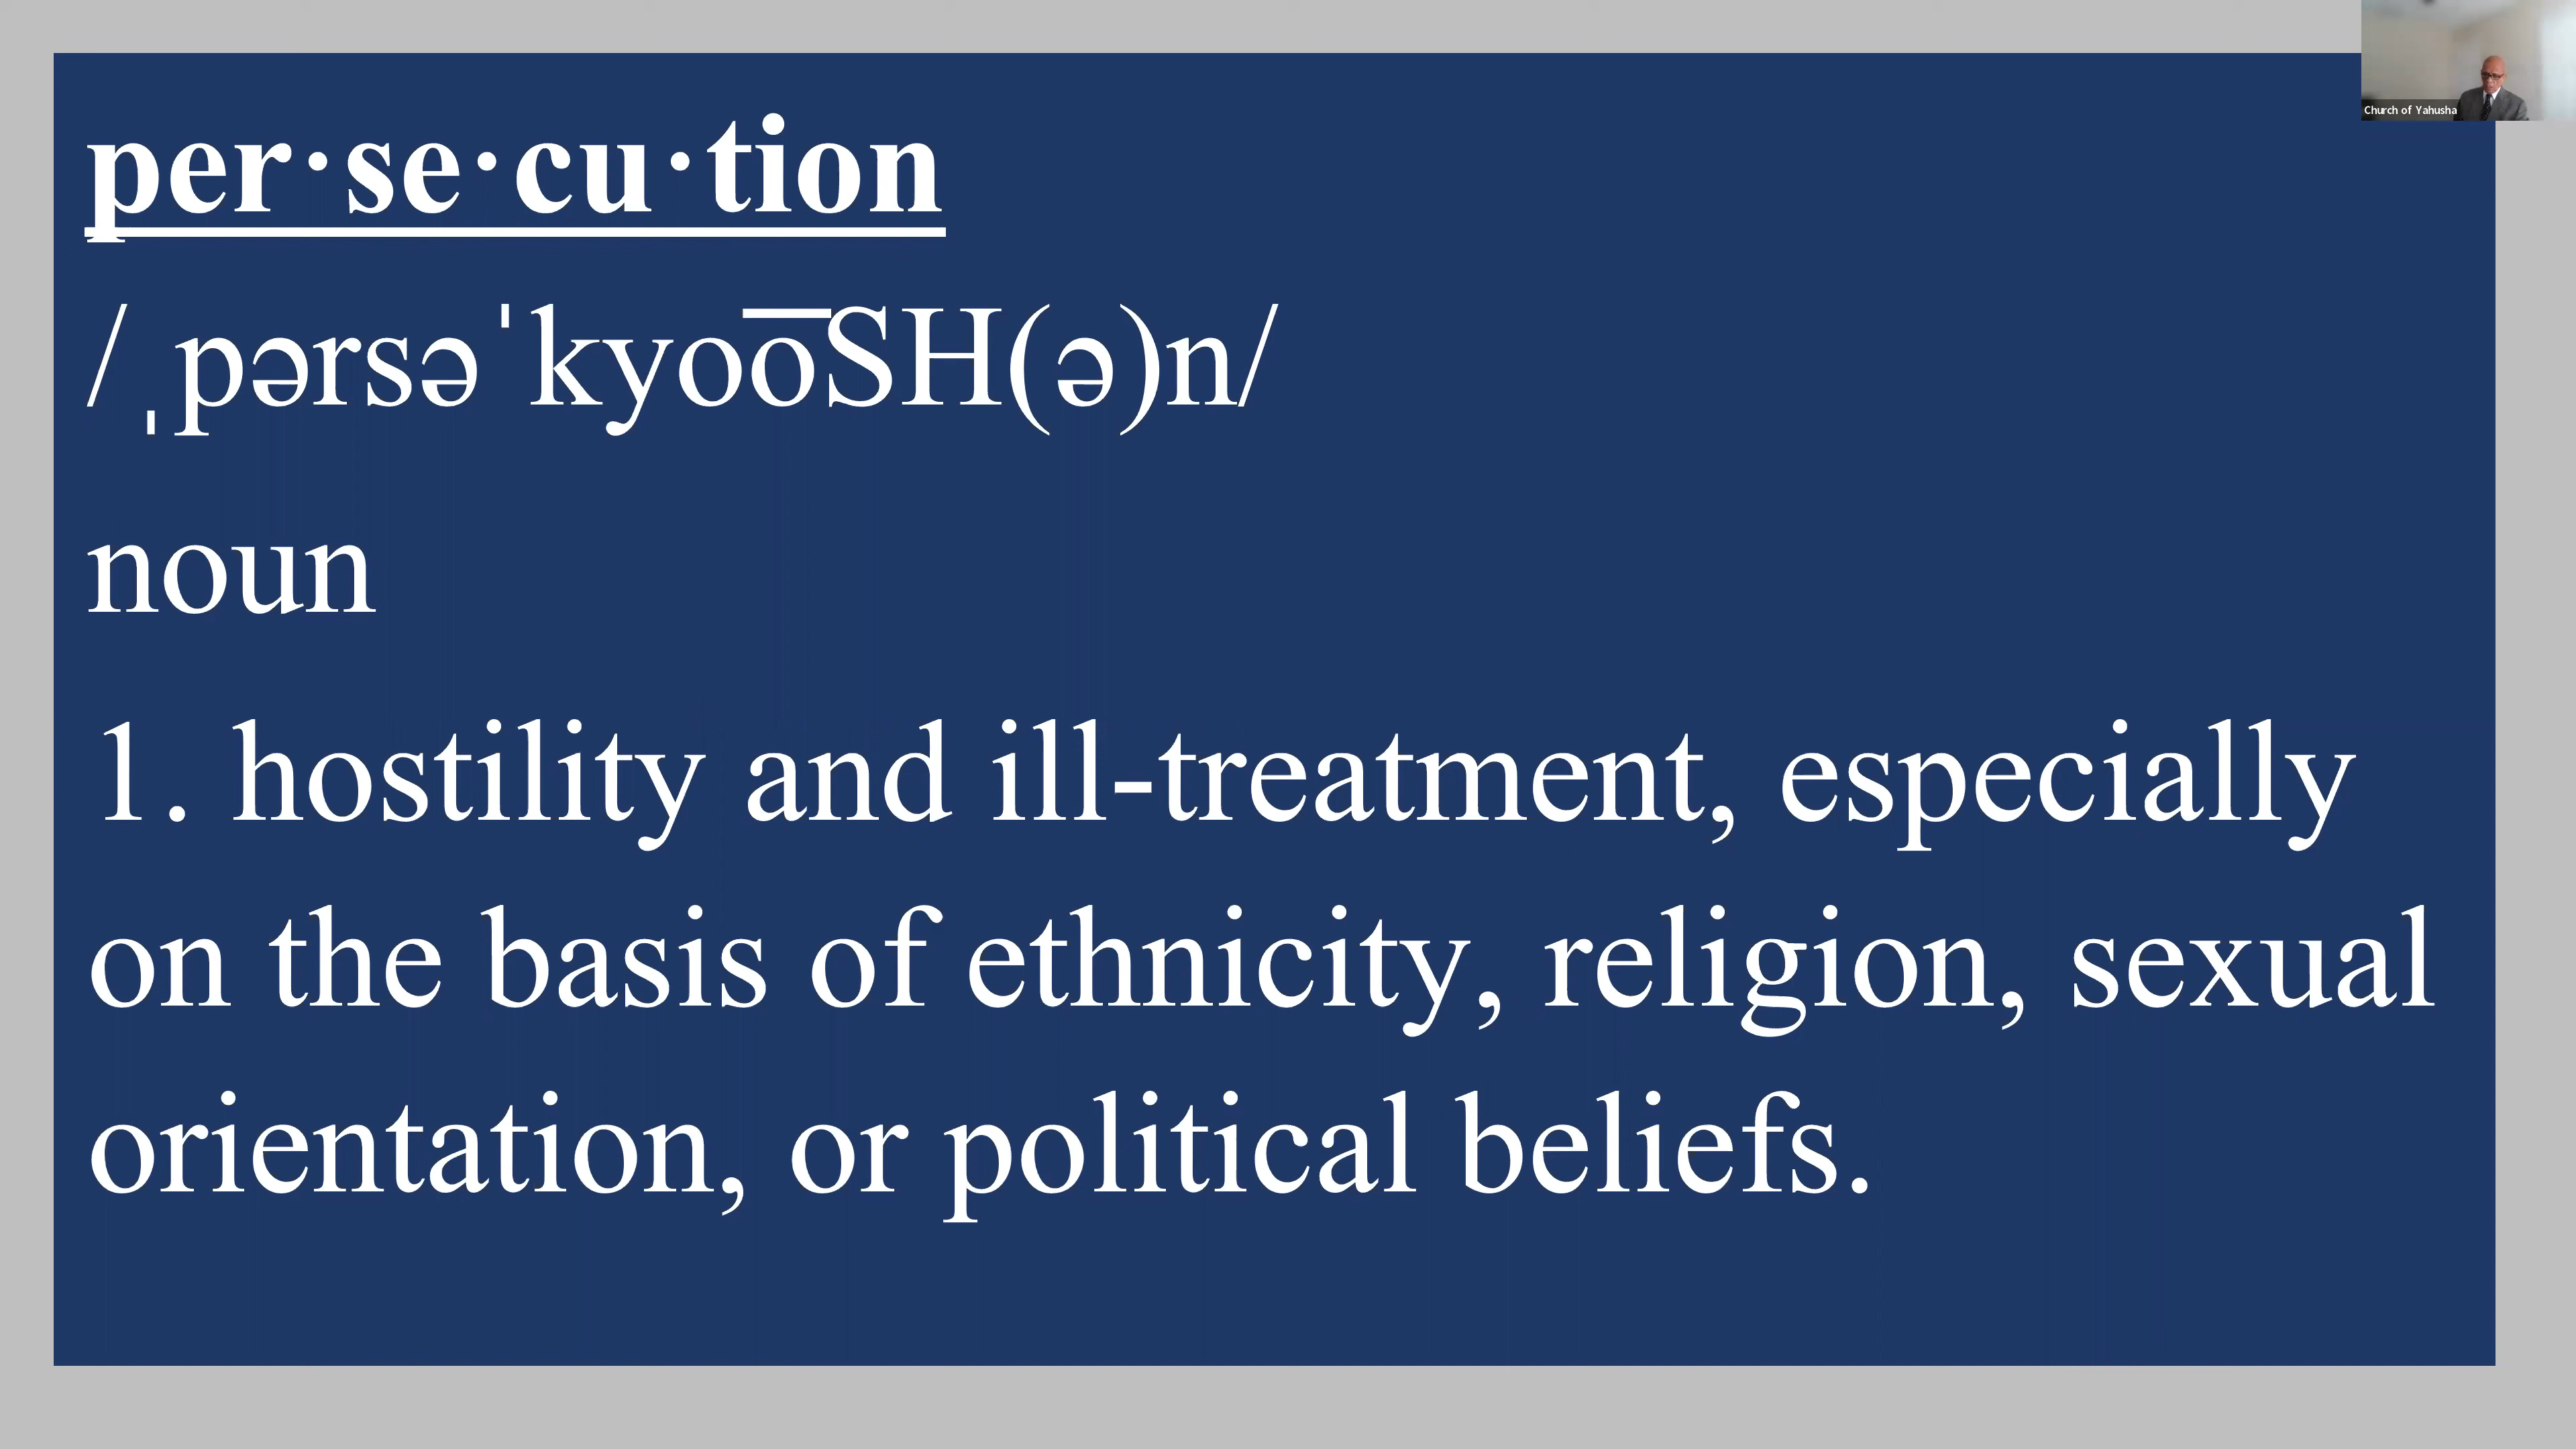 per·se·cu·tion
/ˌpərsəˈkyo͞oSH(ə)n/
noun
1. hostility and ill-treatment, especially
on the basis of ethnicity, religion, sexual
orientation, or political beliefs.
Church of Yahusha